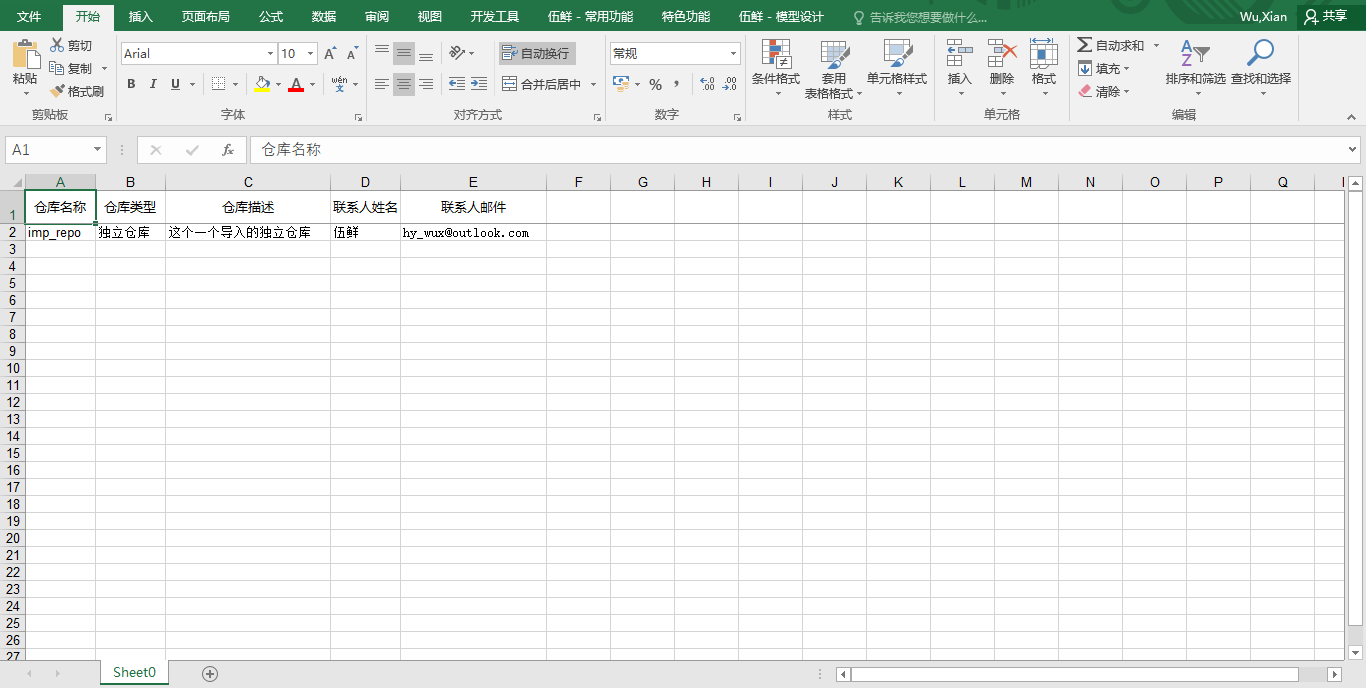 文件 开始 插入 页面布局 公式 数据 审阅 视图 开发工具 伍鲜 - 常用功能 特色功能 伍鲜 - 模型设计 告诉我您想要做什么... Wu,Xian 共享
粘贴 剪切 复制 格式刷
Arial 10 A A
B I U A wén 文
自动换行
合并后居中
常规
% , .0 .00 .00 .0
条件格式 套用 表格格式 单元格样式
插入 删除 格式
自动求和 填充 清除
A Z 排序和筛选 查找和选择
剪贴板 字体 对齐方式 数字 样式 单元格 编辑
A1 fx 仓库名称
A B C D E F G H I J K L M N O P Q
1 仓库名称 仓库类型 仓库描述 联系人姓名 联系人邮件
2 imp_repo 独立仓库 这个一个导入的独立仓库 伍鲜 hy_wux@outlook.com
3
4
5
6
7
8
9
10
11
12
13
14
15
16
17
18
19
20
21
22
23
24
25
26
27
Sheet0